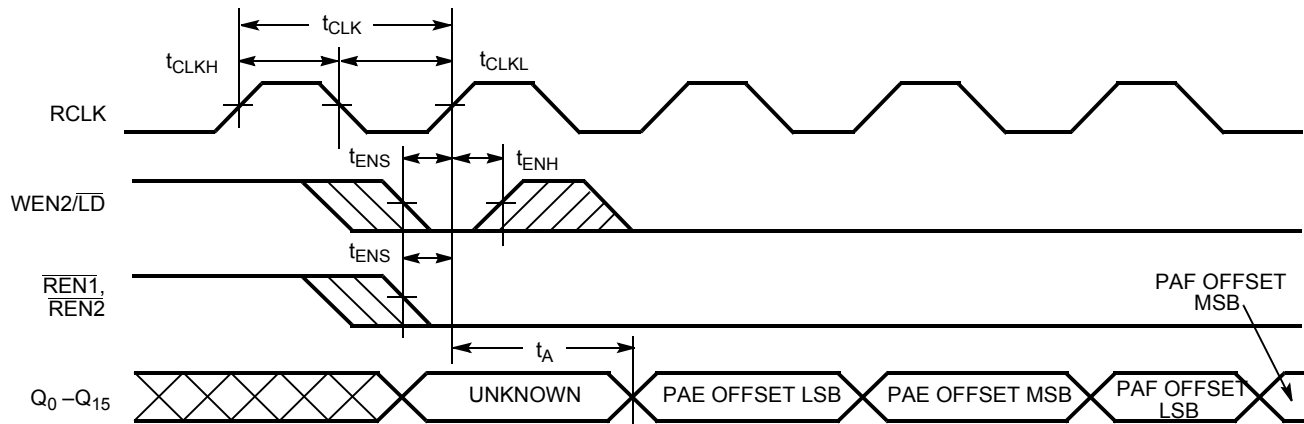 tCLK
tCLKH
tCLKL
RCLK
tENS
tENH
WEN2/LD
tENS
REN1,
REN2
PAF OFFSET
MSB
tA
Q0 –Q15
UNKNOWN
PAE OFFSET LSB
PAE OFFSET MSB
PAF OFFSET
LSB